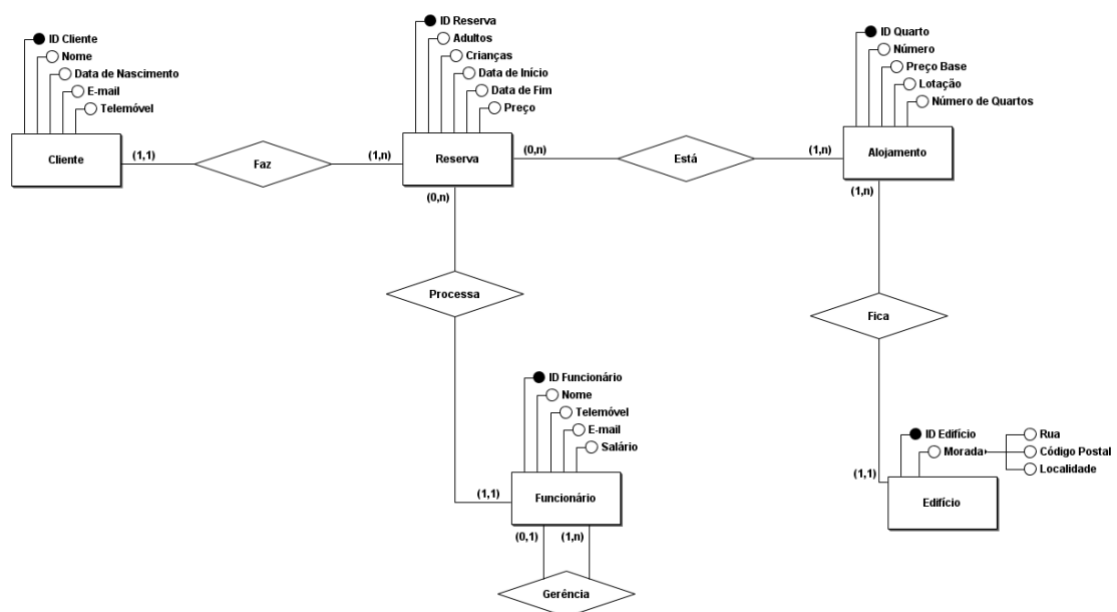 ID Cliente
Nome
Data de Nascimento
E-mail
Telemóvel
Cliente
(1,1)
Faz
(1,n)
ID Reserva
Adultos
Crianças
Data de Início
Data de Fim
Preço
Reserva
(0,n)
(0,n)
Está
(1,n)
ID Quarto
Número
Preço Base
Lotação
Número de Quartos
Alojamento
(1,n)
Processa
Fica
ID Funcionário
Nome
Telemóvel
E-mail
Salário
(1,1)
Funcionário
(0,1)
(1,n)
Gerência
ID Edifício
Morada
Rua
Código Postal
Localidade
(1,1)
Edifício